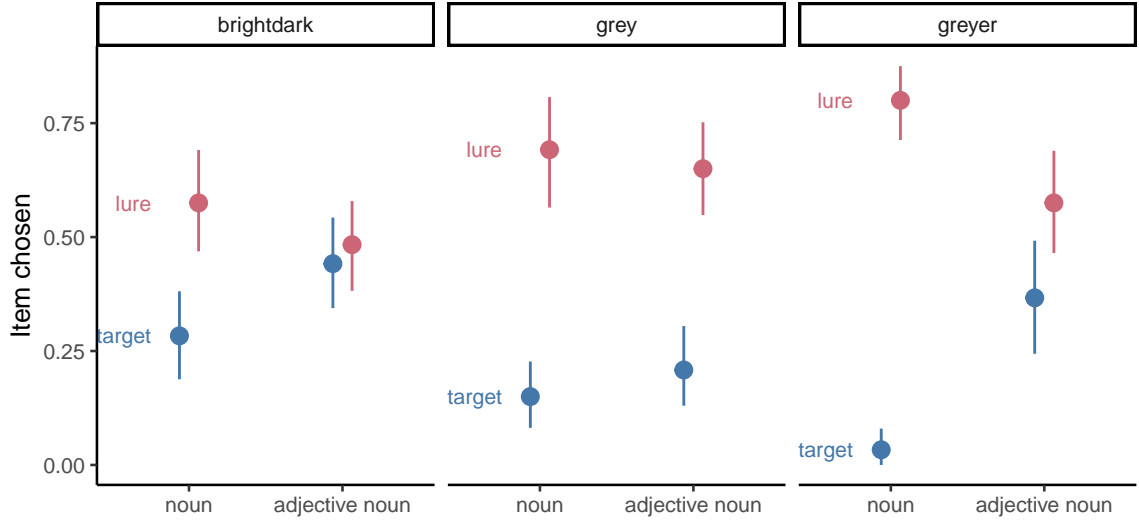 brightdark
grey
greyer
Item chosen
0.75
0.50
0.25
0.00
lure
target
lure
target
lure
target
noun
adjective noun
noun
adjective noun
noun
adjective noun